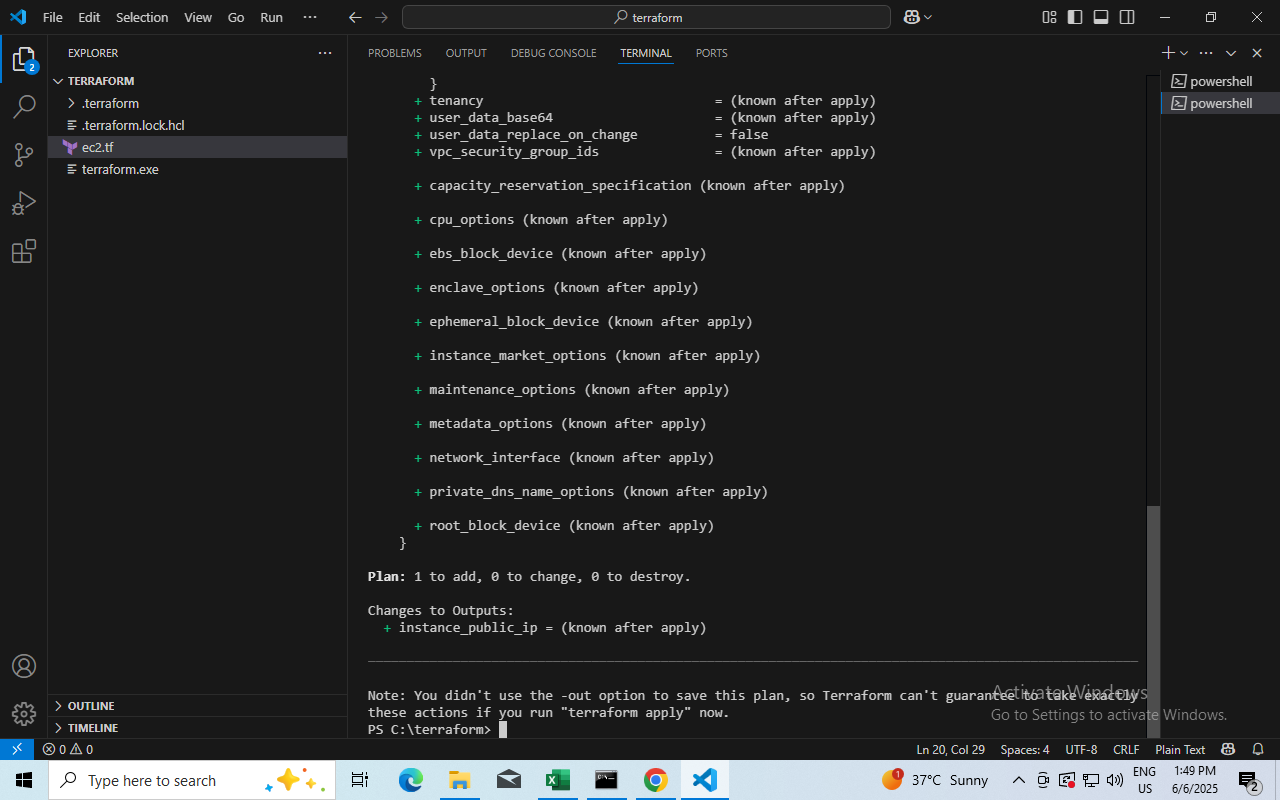 File Edit Selection View Go Run ··· terraform
EXPLORER ···
TERRAFORM
.terraform
.terraform.lock.hcl
ec2.tf
terraform.exe
OUTLINE
TIMELINE
2
PROBLEMS OUTPUT DEBUG CONSOLE TERMINAL PORTS
powershell
powershell
}
+ tenancy = (known after apply)
+ user_data_base64 = (known after apply)
+ user_data_replace_on_change = false
+ vpc_security_group_ids = (known after apply)
+ capacity_reservation_specification (known after apply)
+ cpu_options (known after apply)
+ ebs_block_device (known after apply)
+ enclave_options (known after apply)
+ ephemeral_block_device (known after apply)
+ instance_market_options (known after apply)
+ maintenance_options (known after apply)
+ metadata_options (known after apply)
+ network_interface (known after apply)
+ private_dns_name_options (known after apply)
+ root_block_device (known after apply)
}
Plan: 1 to add, 0 to change, 0 to destroy.
Changes to Outputs:
+ instance_public_ip = (known after apply)
Note: You didn't use the -out option to save this plan, so Terraform can't guarantee to take exactly
these actions if you run "terraform apply" now.
PS C:\terraform>
Activate Windows
Go to Settings to activate Windows.
0 0 Ln 20, Col 29 Spaces: 4 UTF-8 CRLF Plain Text
Type here to search 1 37°C Sunny ENG US 1:49 PM 6/6/2025 2